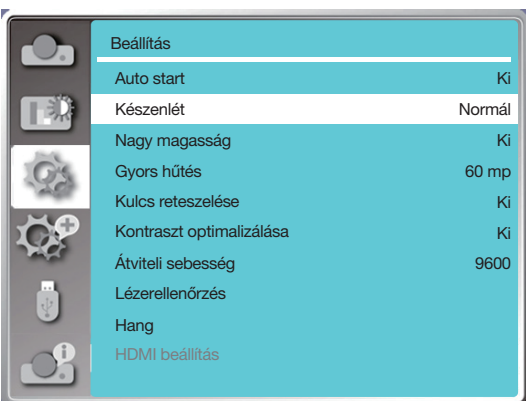 Beállítás
Auto start Ki
Készenlét Normál
Nagy magasság Ki
Gyors hűtés 60 mp
Kulcs reteszelése Ki
Kontraszt optimalizálása Ki
Átviteli sebesség 9600
Lézerellenőrzés
Hang
HDMI beállítás